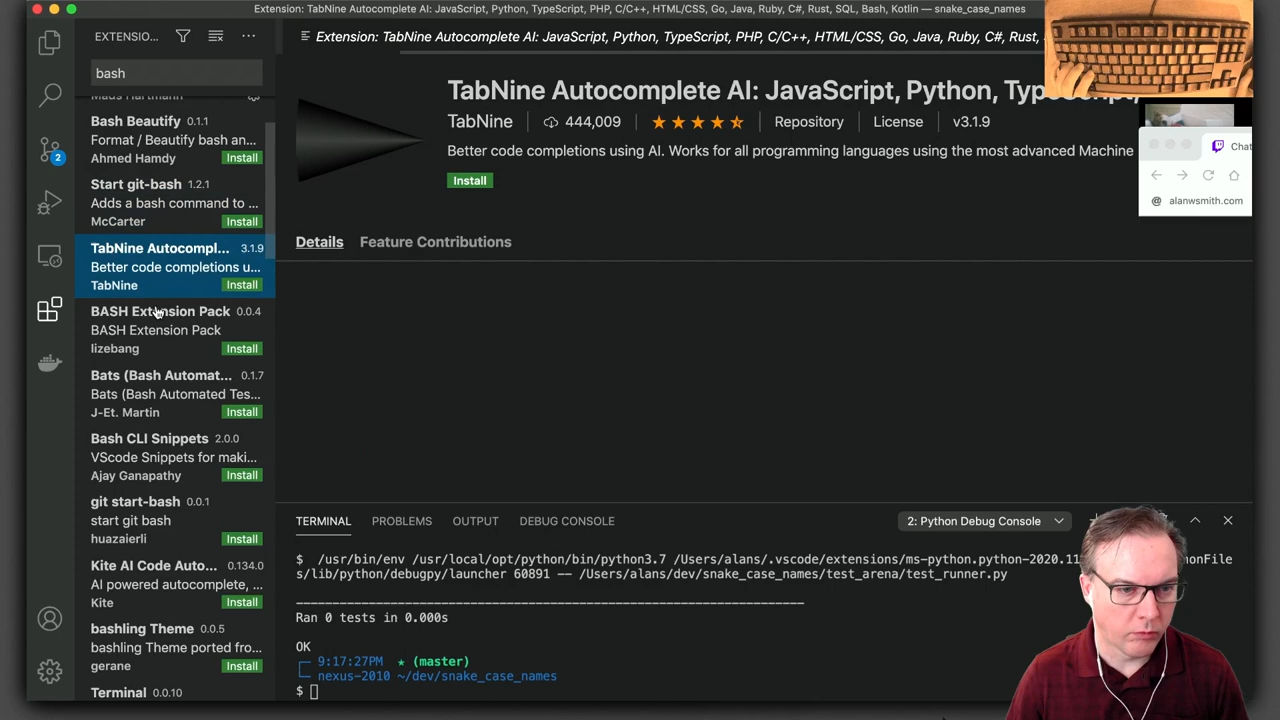 Extension: TabNine Autocomplete AI: JavaScript, Python, TypeScript, PHP, C/C++, HTML/CSS, Go, Java, Ruby, C#, Rust, SQL, Bash, Kotlin — snake_case_names
EXTENSIO...
Extension: TabNine Autocomplete AI: JavaScript, Python, TypeScript, PHP, C/C++, HTML/CSS, Go, Java, Ruby, C#, Rust,
bash
Mads Hartmann
Bash Beautify 0.1.1
Format / Beautify bash an...
Ahmed Hamdy Install
Start git-bash 1.2.1
Adds a bash command to ...
McCarter Install
TabNine Autocompl... 3.1.9
Better code completions u...
TabNine Install
BASH Extension Pack 0.0.4
BASH Extension Pack
lizebang Install
Bats (Bash Automat... 0.1.7
Bats (Bash Automated Tes...
J-Et. Martin Install
Bash CLI Snippets 2.0.0
VScode Snippets for maki...
Ajay Ganapathy Install
git start-bash 0.0.1
start git bash
huazaierli Install
Kite AI Code Auto... 0.134.0
AI powered autocomplete, ...
Kite Install
bashling Theme 0.0.5
bashling Theme ported fro...
gerane Install
Terminal 0.0.10
2
TabNine Autocomplete AI: JavaScript, Python,
TabNine 444,009 Repository License v3.1.9
Better code completions using AI. Works for all programming languages using the most advanced Machine
Install
Details Feature Contributions
Chat
alanwsmith.com
TERMINAL PROBLEMS OUTPUT DEBUG CONSOLE 2: Python Debug Console
$ /usr/bin/env /usr/local/opt/python/bin/python3.7 /Users/alans/.vscode/extensions/ms-python.python-2020.11
s/lib/python/debugpy/launcher 60891 -- /Users/alans/dev/snake_case_names/test_arena/test_runner.py
Ran 0 tests in 0.000s
OK
9:17:27PM ★ (master)
nexus-2010 ~/dev/snake_case_names
$